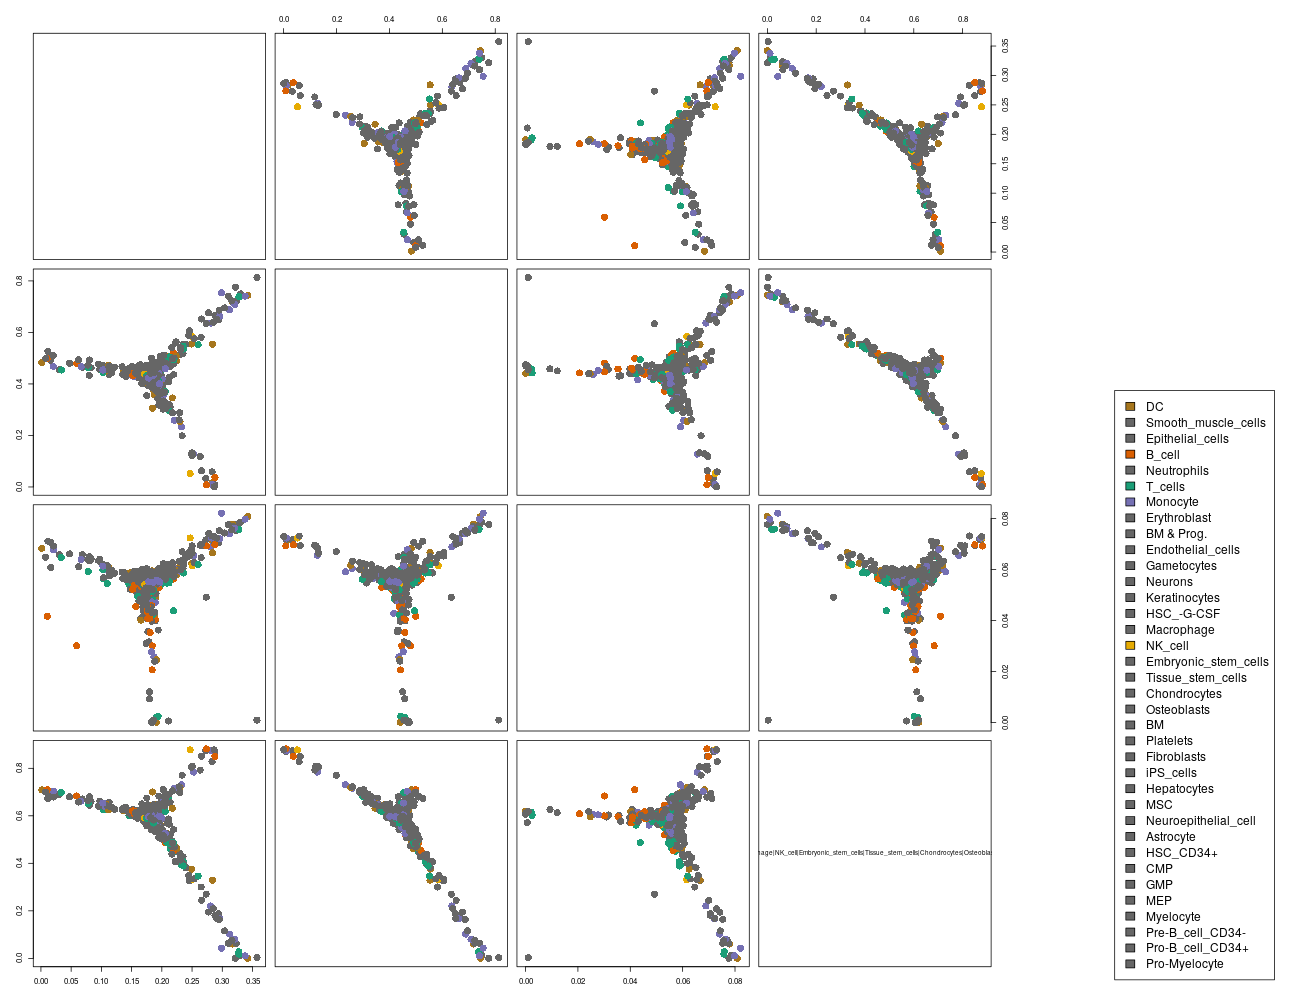 0.0 0.2 0.4 0.6 0.8
0.0 0.2 0.4 0.6 0.8
0.00 0.05 0.10 0.15 0.20 0.25 0.30 0.35
0.0 0.2 0.4 0.6 0.8
0.00 0.02 0.04 0.06 0.08
0.0 0.2 0.4 0.6 0.8
age|NK_cell|Embryonic_stem_cells|Tissue_stem_cells|Chondrocytes|Osteobla
0.00 0.05 0.10 0.15 0.20 0.25 0.30 0.35
0.00 0.02 0.04 0.06 0.08
DC
Smooth_muscle_cells
Epithelial_cells
B_cell
Neutrophils
T_cells
Monocyte
Erythroblast
BM & Prog.
Endothelial_cells
Gametocytes
Neurons
Keratinocytes
HSC_-G-CSF
Macrophage
NK_cell
Embryonic_stem_cells
Tissue_stem_cells
Chondrocytes
Osteoblasts
BM
Platelets
Fibroblasts
iPS_cells
Hepatocytes
MSC
Neuroepithelial_cell
Astrocyte
HSC_CD34+
CMP
GMP
MEP
Myelocyte
Pre-B_cell_CD34-
Pro-B_cell_CD34+
Pro-Myelocyte